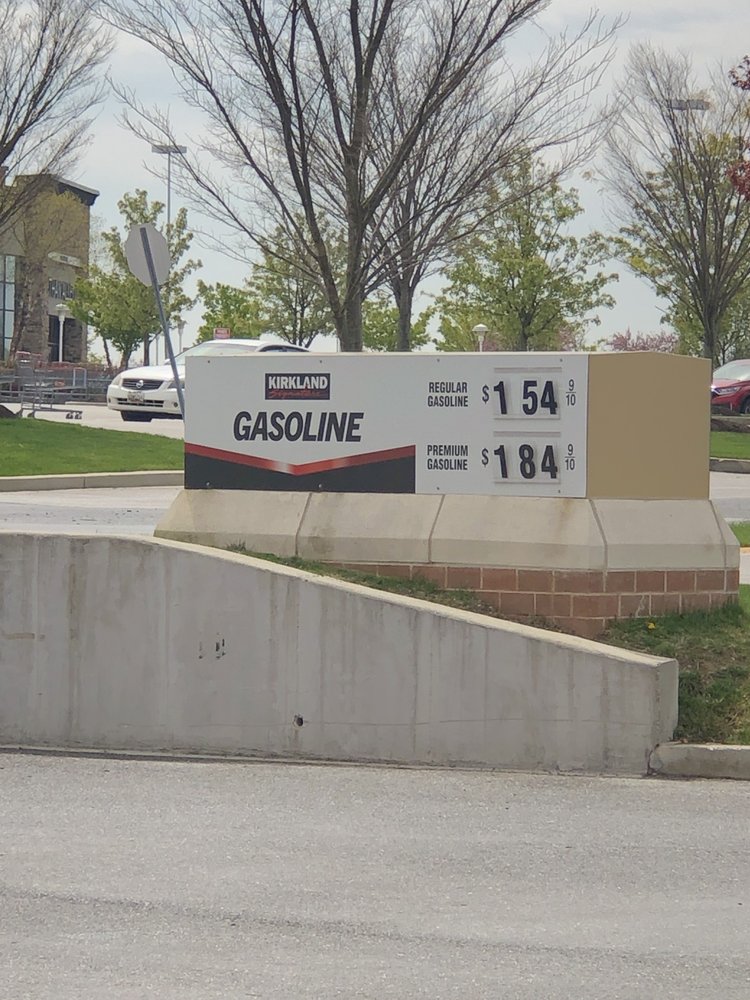 KIRKLAND
Signature
GASOLINE
REGULAR
GASOLINE
$1 54 9/10
PREMIUM
GASOLINE
$1 84 9/10